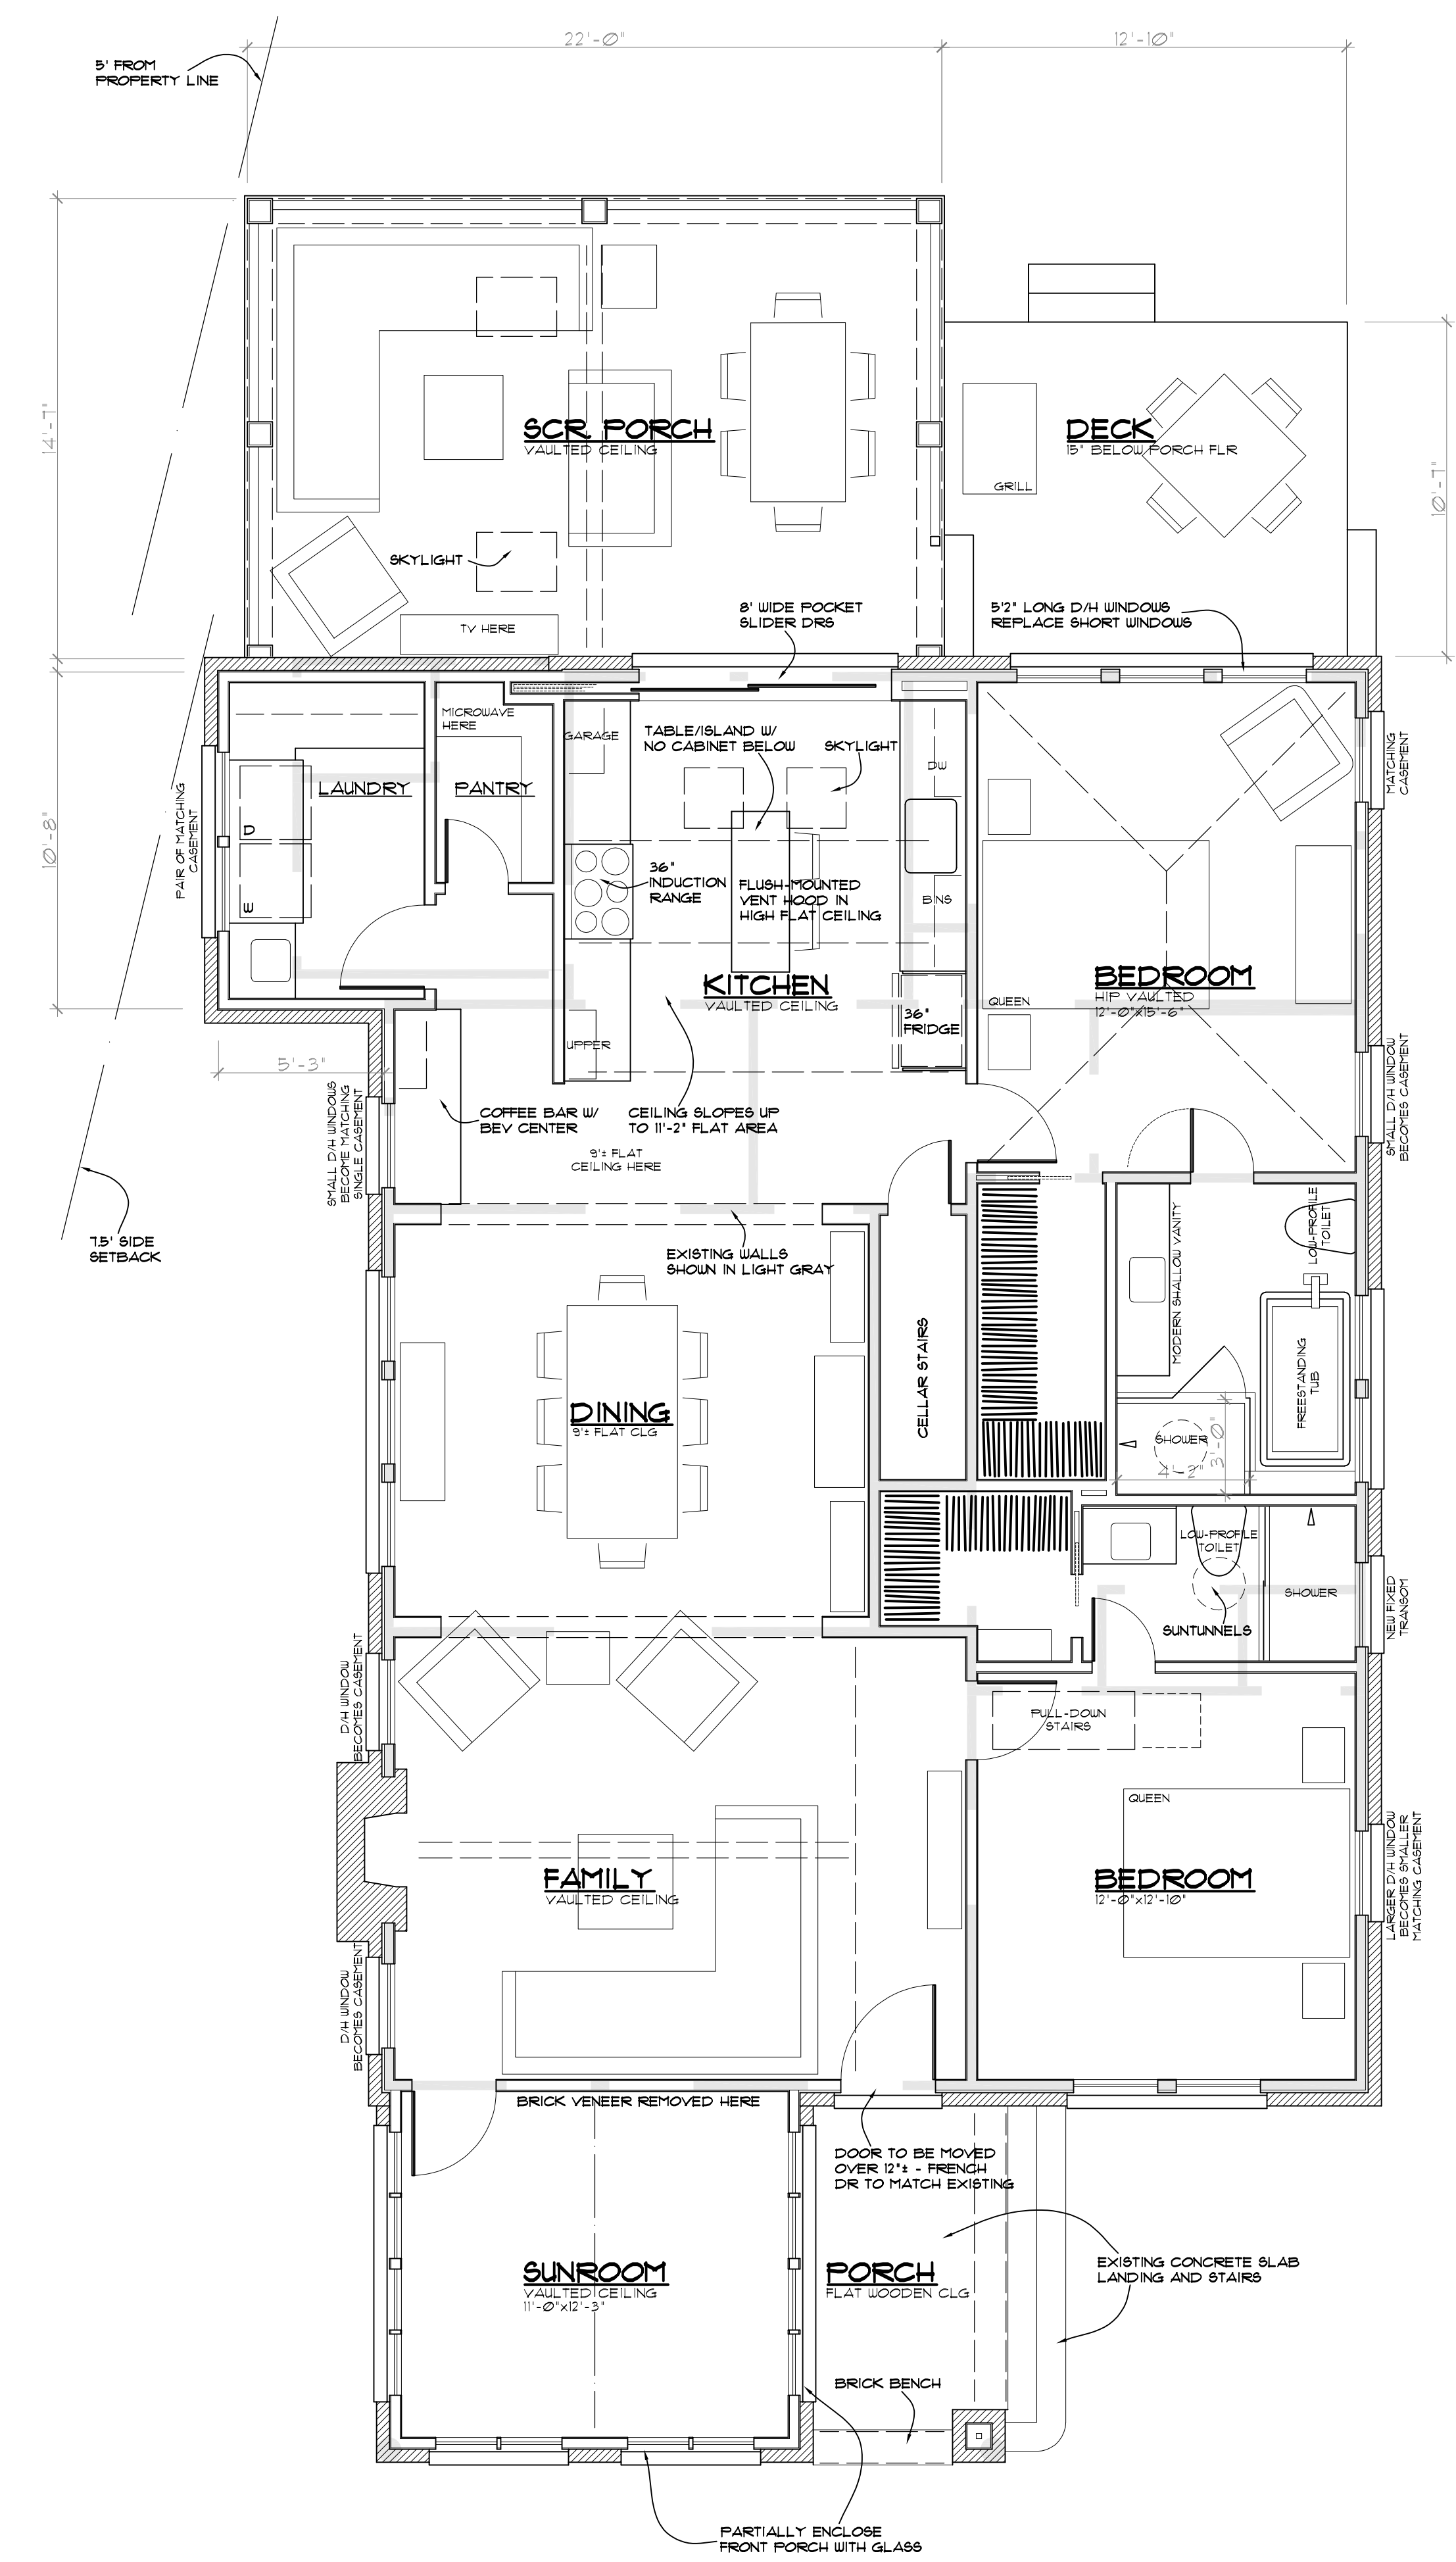 22'-0"
12'-10"
5' FROM
PROPERTY LINE
14'-7"
10'-7"
SCR. PORCH
VAULTED CEILING
DECK
15" BELOW PORCH FLR
GRILL
SKYLIGHT
TV HERE
8' WIDE POCKET
SLIDER DRS
5'2" LONG D/H WINDOWS
REPLACE SHORT WINDOWS
MICROWAVE
HERE
GARAGE
TABLE/ISLAND W/
NO CABINET BELOW
SKYLIGHT
DW
MATCHING
CASEMENT
LAUNDRY
PANTRY
D
W
PAIR OF MATCHING
CASEMENT
10'-8"
36"
INDUCTION
RANGE
FLUSH-MOUNTED
VENT HOOD IN
HIGH FLAT CEILING
BINS
KITCHEN
VAULTED CEILING
BEDROOM
HIP VAULTED
12'-0"x15'-6"
QUEEN
36"
FRIDGE
UPPER
5'-3"
SMALL D/H WINDOWS
BECOME MATCHING
SINGLE CASEMENT
COFFEE BAR W/
BEV CENTER
CEILING SLOPES UP
TO 11'-2" FLAT AREA
9'± FLAT
CEILING HERE
SMALL D/H WINDOW
BECOMES CASEMENT
7.5' SIDE
SETBACK
EXISTING WALLS
SHOWN IN LIGHT GRAY
MODERN SHALLOW VANITY
LOW-PROFILE
TOILET
CELLAR STAIRS
FREESTANDING
TUB
DINING
9'± FLAT CLG
SHOWER
3'-0"
4'-2"
LOW-PROFILE
TOILET
SHOWER
SUNTUNNELS
NEW FIXED
TRANSOM
D/H WINDOW
BECOMES CASEMENT
PULL-DOWN
STAIRS
QUEEN
FAMILY
VAULTED CEILING
BEDROOM
12'-0"x12'-10"
LARGER D/H WINDOW
BECOMES SMALLER
MATCHING CASEMENT
D/H WINDOW
BECOMES CASEMENT
BRICK VENEER REMOVED HERE
DOOR TO BE MOVED
OVER 12"± - FRENCH
DR TO MATCH EXISTING
SUNROOM
VAULTED CEILING
11'-0"x12'-3"
PORCH
FLAT WOODEN CLG
EXISTING CONCRETE SLAB
LANDING AND STAIRS
BRICK BENCH
PARTIALLY ENCLOSE
FRONT PORCH WITH GLASS